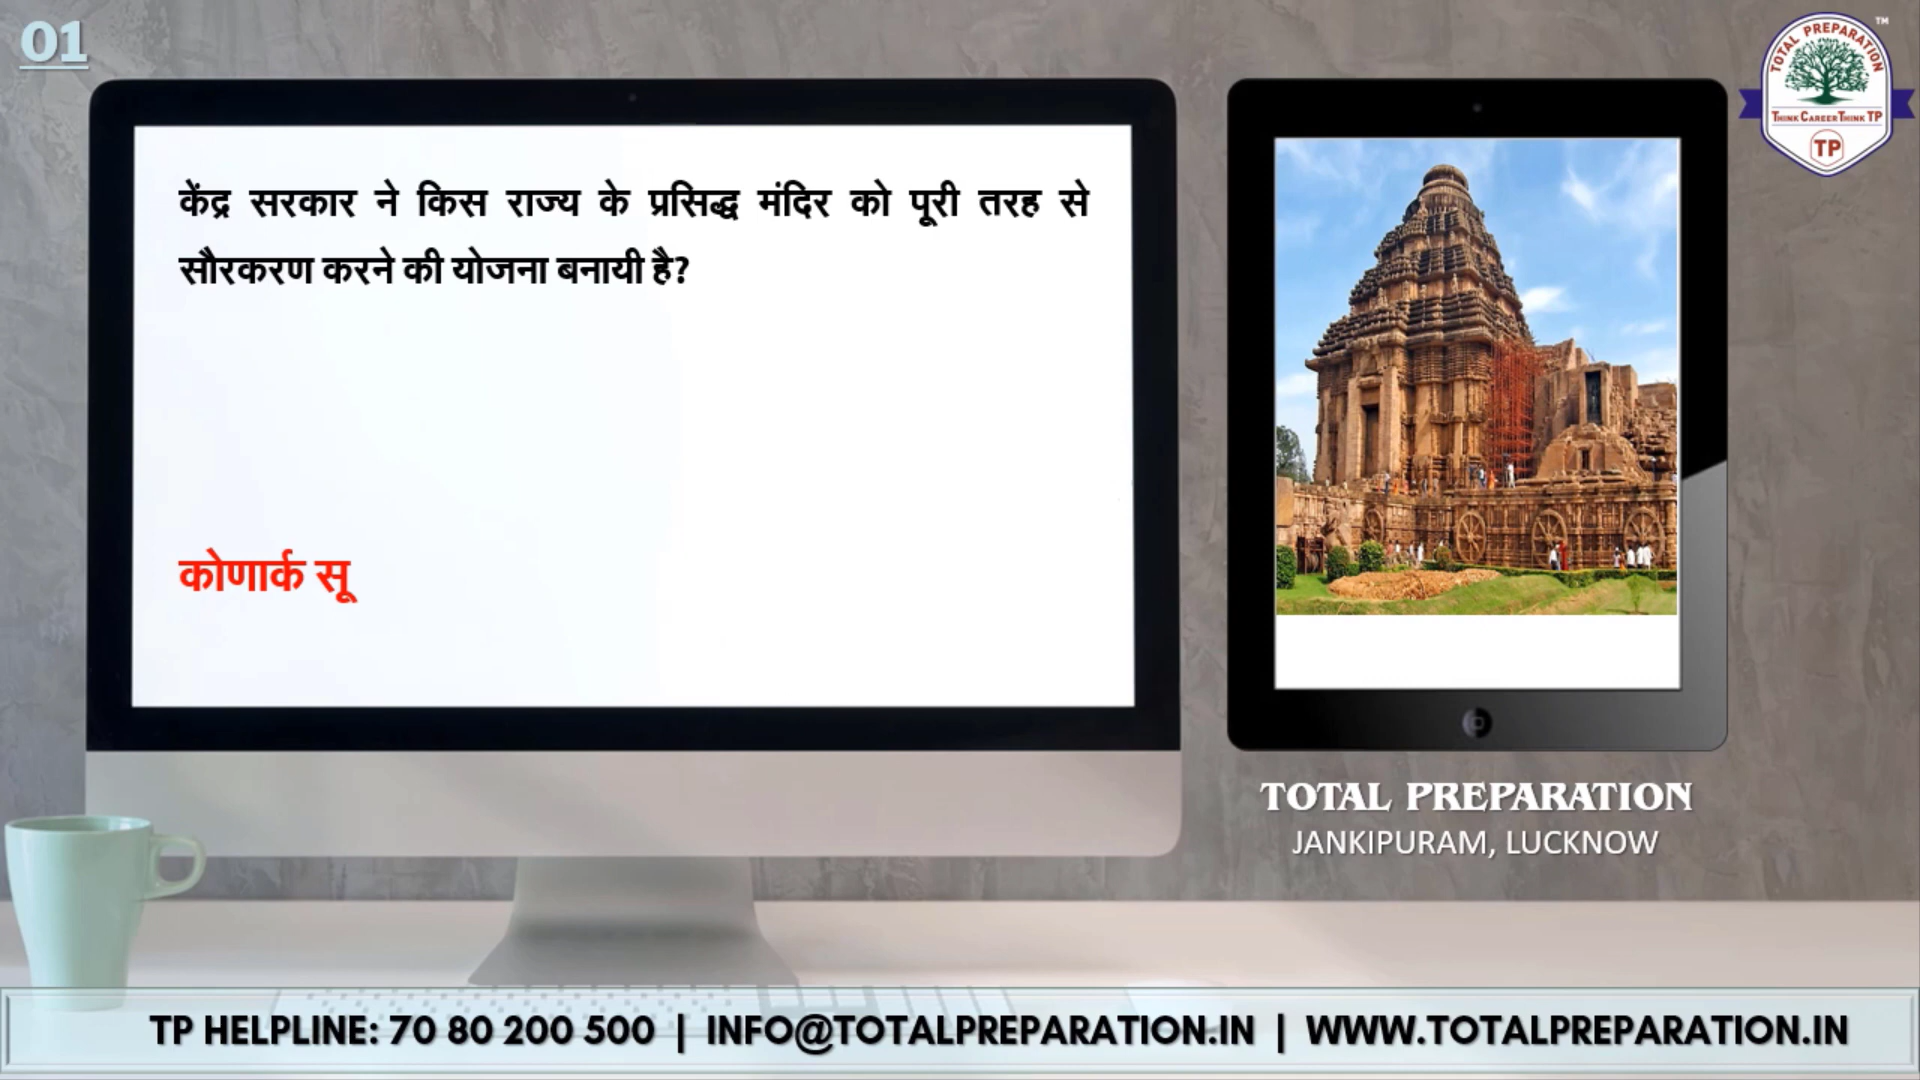 01
केंद्र सरकार ने किस राज्य के प्रसिद्ध मंदिर को पूरी तरह से
सौरकरण करने की योजना बनायी है?
कोणार्क सू
TOTAL PREPARATION
THINK CAREER THINK TP
TP
TM
TOTAL PREPARATION
JANKIPURAM, LUCKNOW
TP HELPLINE: 70 80 200 500 | INFO@TOTALPREPARATION.IN | WWW.TOTALPREPARATION.IN